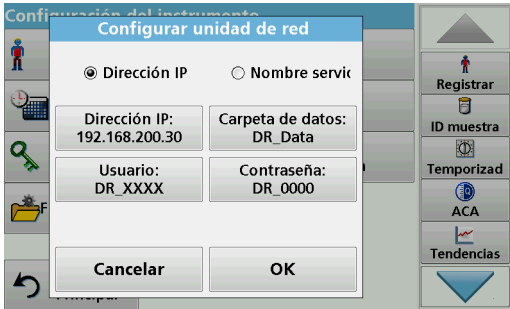 Configuración del instrumento
Configurar unidad de red
Dirección IP
Nombre servic
Dirección IP:
192.168.200.30
Carpeta de datos:
DR_Data
Usuario:
DR_XXXX
Contraseña:
DR_0000
Cancelar
OK
Principal
Registrar
ID muestra
Temporizad
ACA
Tendencias